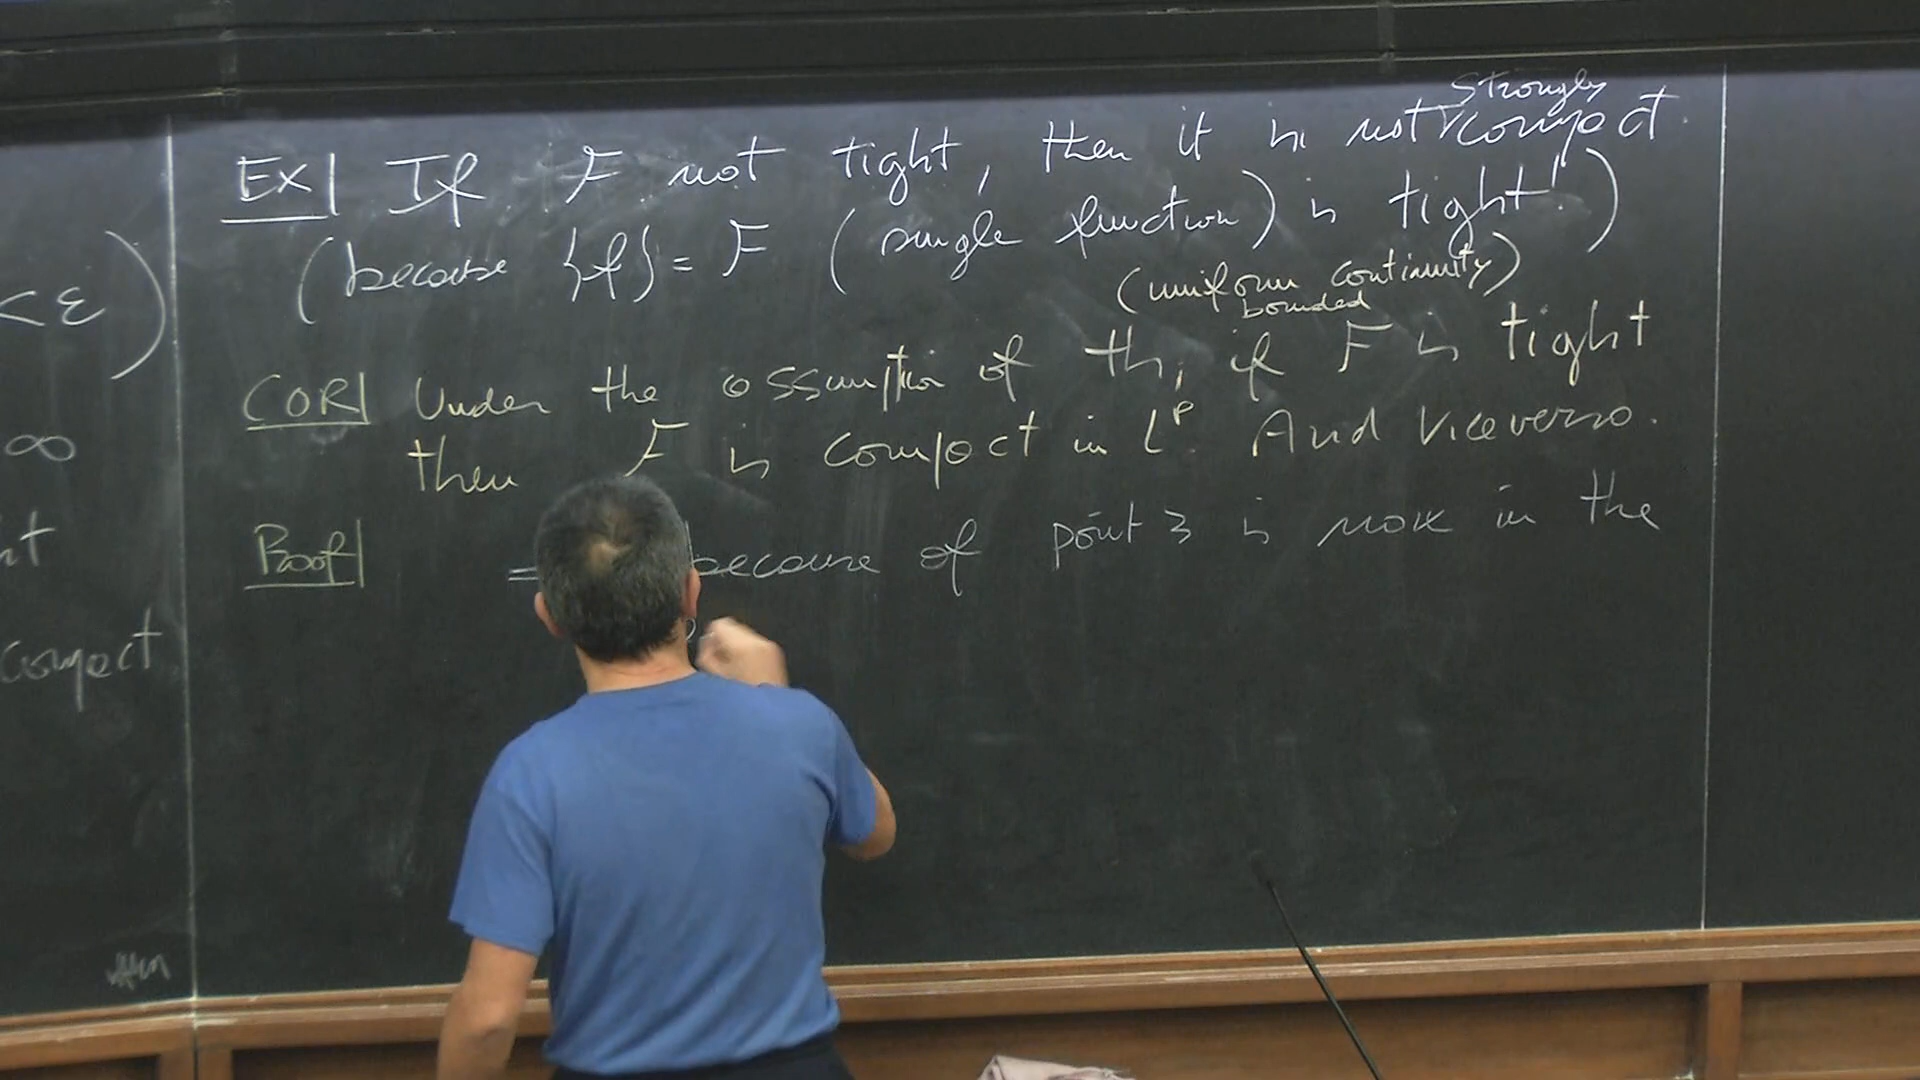 strongly
EX| If F not tight, then it is not compact.
(because {f} = F (single function) is tight!)
(uniform continuity)
bounded
COR| Under the assumption of th, if F is tight
then F is compact in L^p. And viceversa.
Proof| = because of point 3 is now in the
<ε)
∞
compact